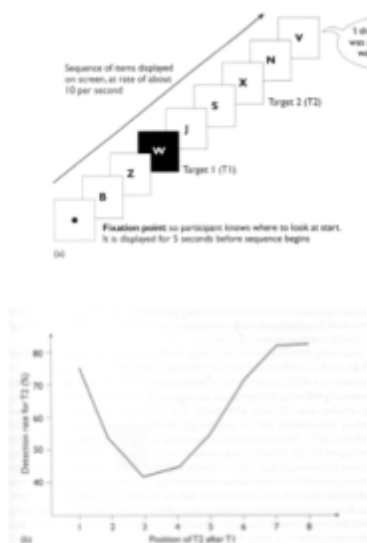 V
N
X
S
J
W
Z
B
Sequence of items displayed
on screen, at rate of about
10 per second
Target 2 (T2)
Target 1 (T1)
Fixation point so participant knows where to look at start.
It is displayed for 5 seconds before sequence begins
(a)
Detection rate for T2 (%)
80
70
60
50
40
1 2 3 4 5 6 7 8
(b)
Position of T2 after T1